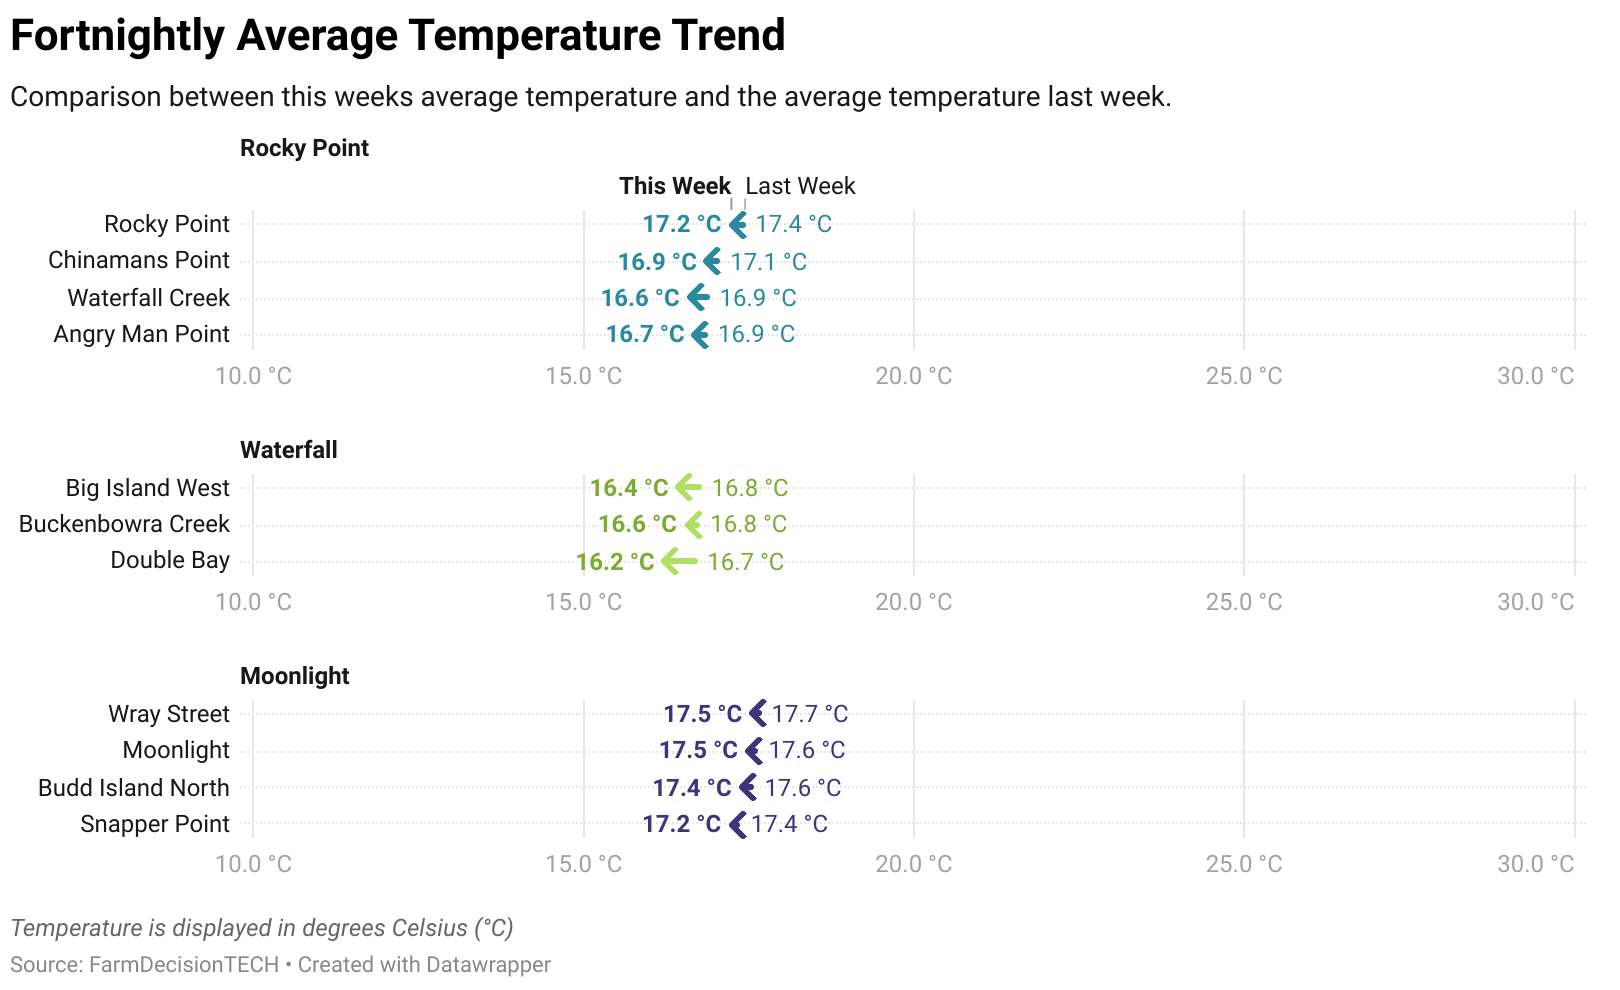 Fortnightly Average Temperature Trend
Comparison between this weeks average temperature and the average temperature last week.
Rocky Point
This Week Last Week
Rocky Point 17.2 °C 17.4 °C
Chinamans Point 16.9 °C 17.1 °C
Waterfall Creek 16.6 °C 16.9 °C
Angry Man Point 16.7 °C 16.9 °C
10.0 °C 15.0 °C 20.0 °C 25.0 °C 30.0 °C
Waterfall
Big Island West 16.4 °C 16.8 °C
Buckenbowra Creek 16.6 °C 16.8 °C
Double Bay 16.2 °C 16.7 °C
10.0 °C 15.0 °C 20.0 °C 25.0 °C 30.0 °C
Moonlight
Wray Street 17.5 °C 17.7 °C
Moonlight 17.5 °C 17.6 °C
Budd Island North 17.4 °C 17.6 °C
Snapper Point 17.2 °C 17.4 °C
10.0 °C 15.0 °C 20.0 °C 25.0 °C 30.0 °C
Temperature is displayed in degrees Celsius (°C)
Source: FarmDecisionTECH • Created with Datawrapper